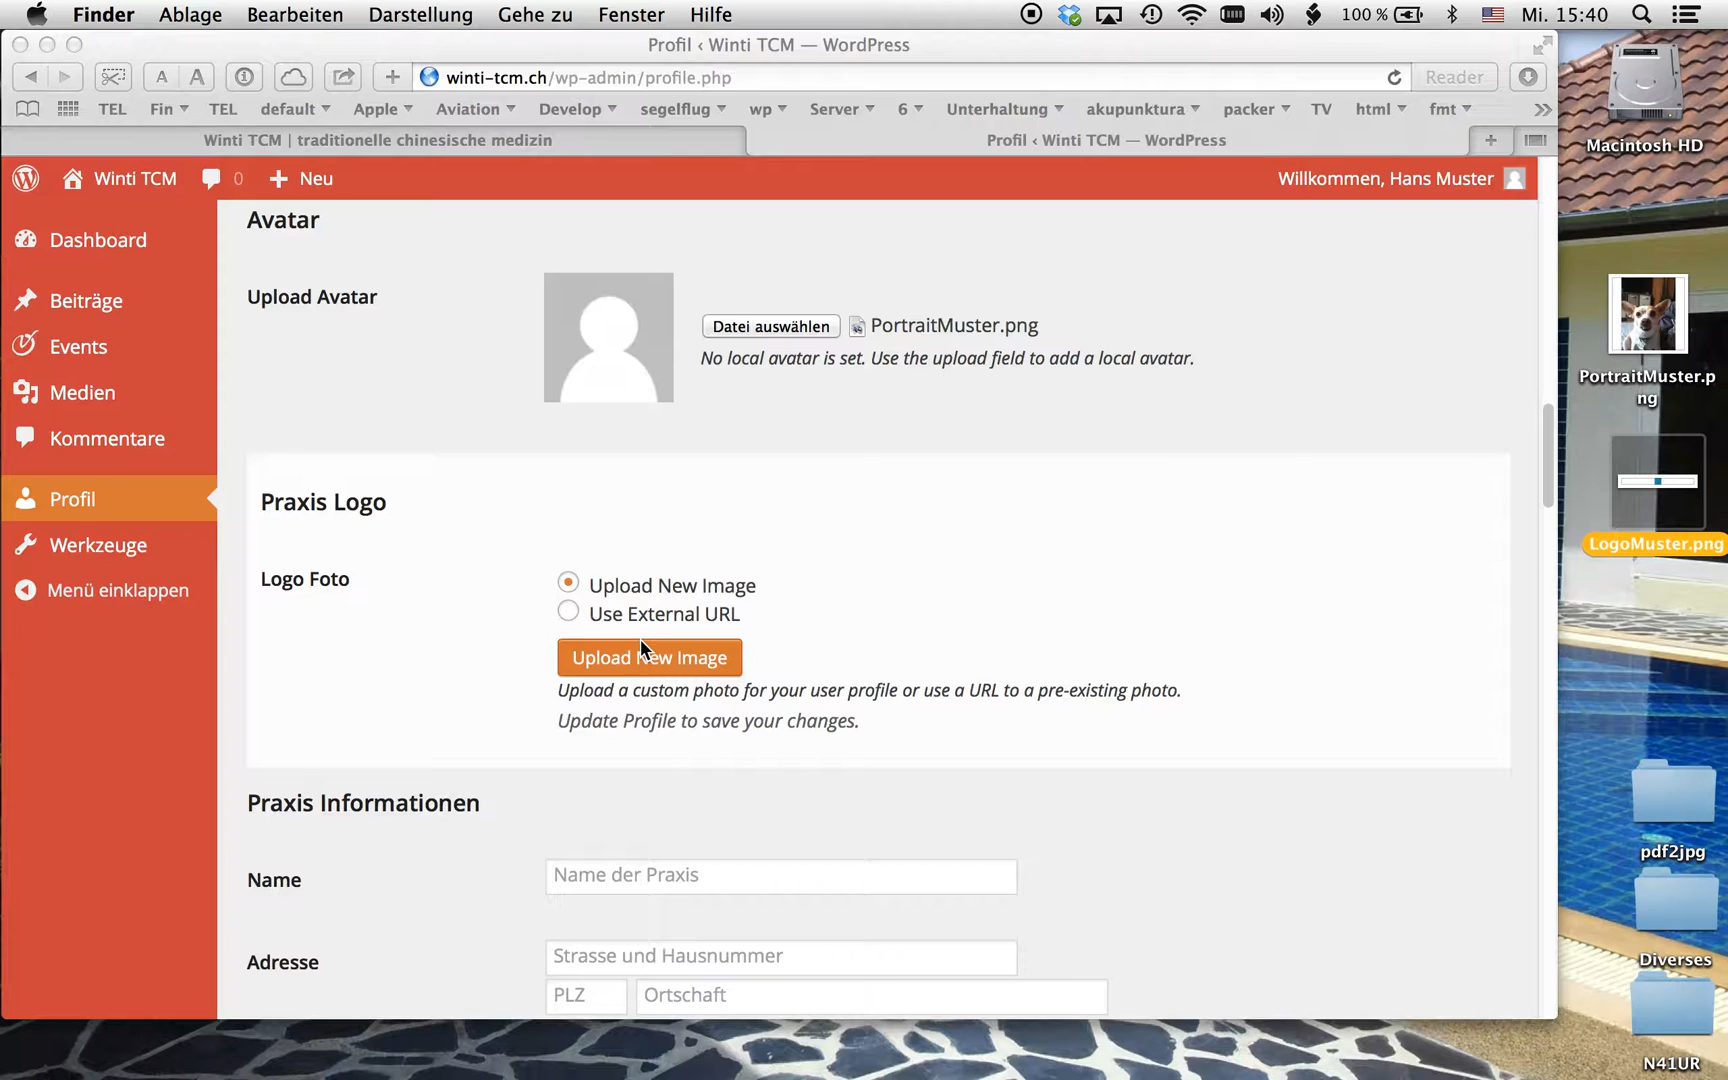 Finder Ablage Bearbeiten Darstellung Gehe zu Fenster Hilfe 100 % Mi. 15:40
Profil ‹ Winti TCM — WordPress
A A + winti-tcm.ch/wp-admin/profile.php Reader
TEL Fin TEL default Apple Aviation Develop segelflug wp Server 6 Unterhaltung akupunktura packer TV html fmt
Winti TCM | traditionelle chinesische medizin
Profil ‹ Winti TCM — WordPress
Winti TCM 0 + Neu Willkommen, Hans Muster
Dashboard
Beiträge
Events
Medien
Kommentare
Profil
Werkzeuge
Menü einklappen
Avatar
Upload Avatar
Datei auswählen PortraitMuster.png
No local avatar is set. Use the upload field to add a local avatar.
Praxis Logo
Logo Foto
Upload New Image
Use External URL
Upload New Image
Upload a custom photo for your user profile or use a URL to a pre-existing photo.
Update Profile to save your changes.
Praxis Informationen
Name
Name der Praxis
Adresse
Strasse und Hausnummer
PLZ
Ortschaft
Macintosh HD
PortraitMuster.p
ng
LogoMuster.png
pdf2jpg
Diverses
N41UR